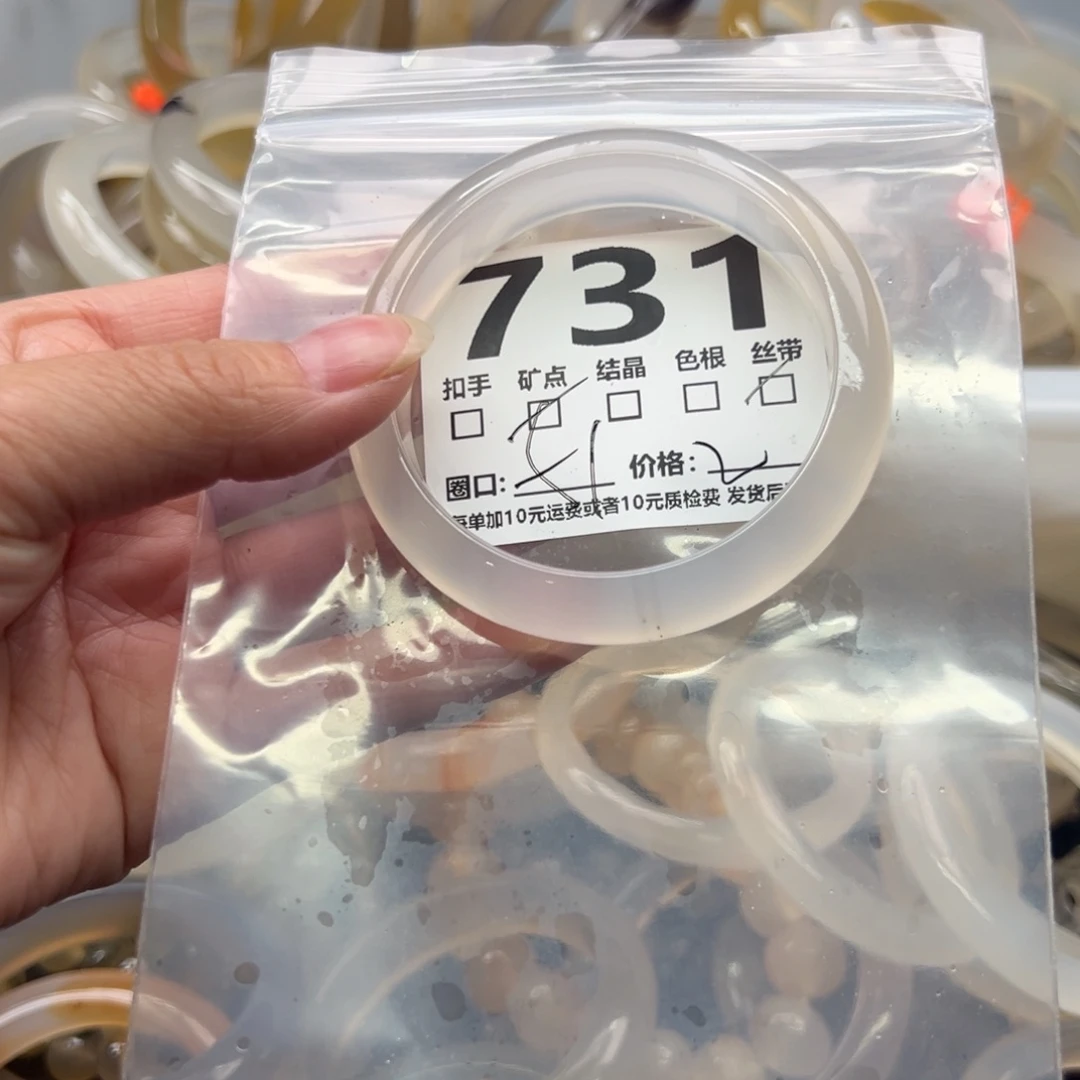 731
扣手 矿点 结晶 色根 丝带
圈口: 价格:
每单加10元运费或者10元质检费 发货后